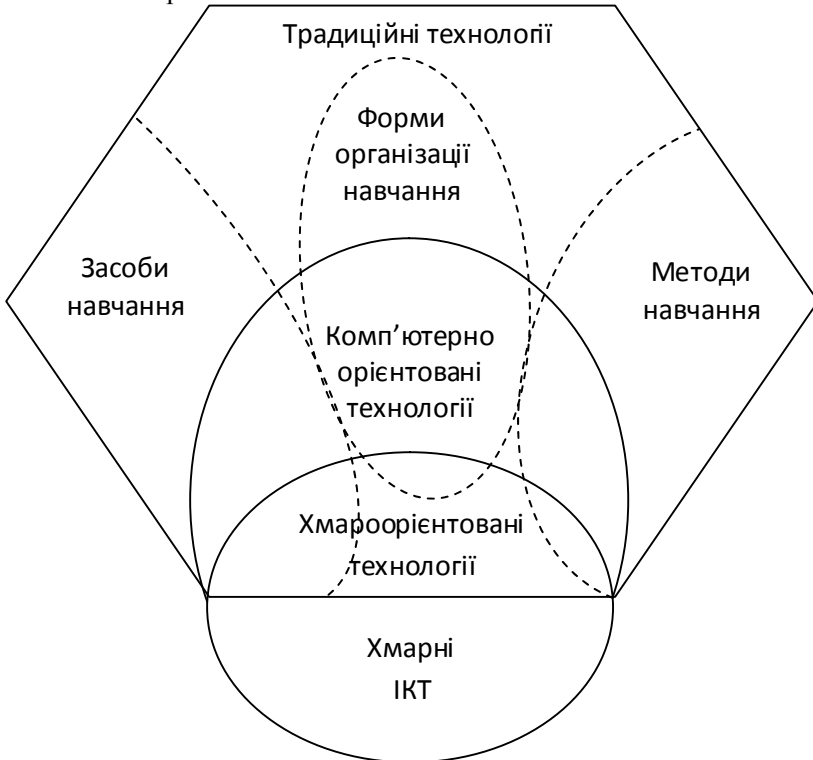 Традиційні технології
Форми
організації
навчання
Засоби
навчання
Методи
навчання
Комп’ютерно
орієнтовані
технології
Хмароорієнтовані
технології
Хмарні
ІКТ